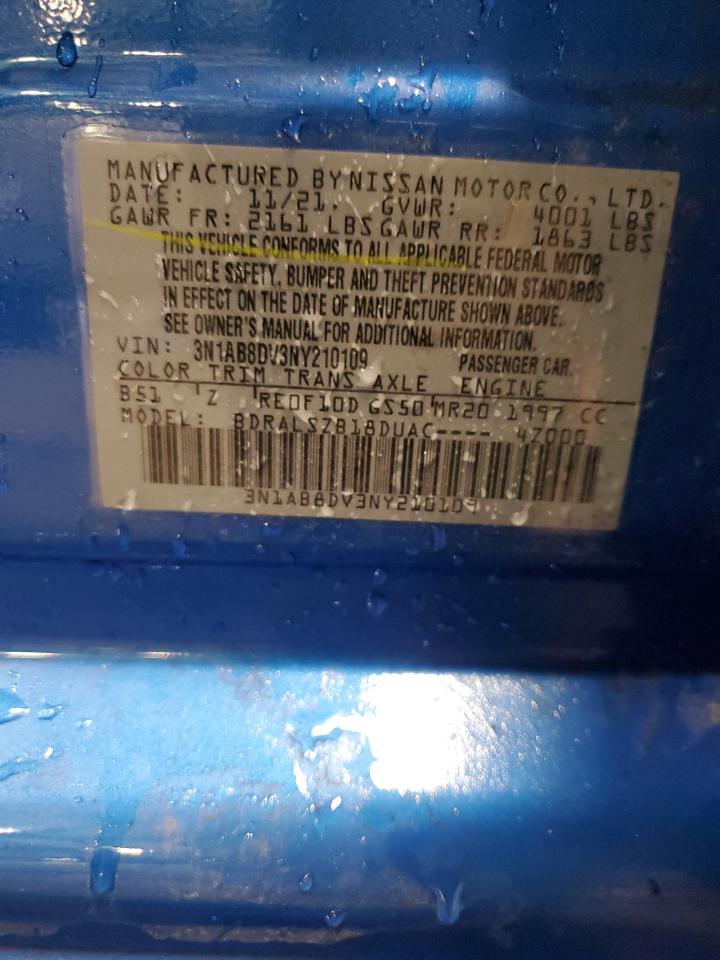 MANUFACTURED BY NISSAN MOTOR CO., LTD.
DATE: 11/21. GVWR: 4001 LBS
GAWR FR: 2161 LBS GAWR RR: 1863 LBS
THIS VEHICLE CONFORMS TO ALL APPLICABLE FEDERAL MOTOR
VEHICLE SAFETY, BUMPER AND THEFT PREVENTION STANDARDS
IN EFFECT ON THE DATE OF MANUFACTURE SHOWN ABOVE.
SEE OWNER'S MANUAL FOR ADDITIONAL INFORMATION.
VIN: 3N1AB8DV3NY210109 PASSENGER CAR.
COLOR TRIM TRANS AXLE ENGINE
B51 Z RE0F10D GS50 MR20 1997 CC
MODEL: BDRALSZB18DUAC---- 47000
3N1AB8DV3NY210109